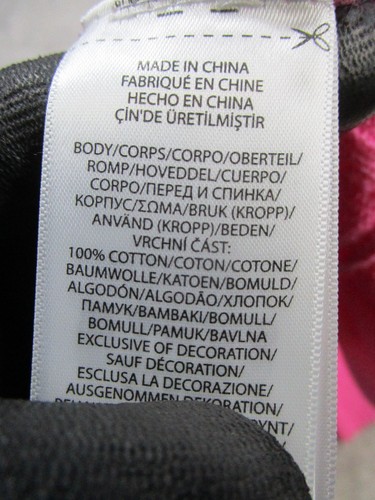 MADE IN CHINA
FABRIQUÉ EN CHINE
HECHO EN CHINA
ÇİN'DE ÜRETİLMİŞTİR
BODY/CORPS/CORPO/OBERTEIL/
ROMP/HOVEDDEL/CUERPO/
CORPO/ПЕРЕД И СПИНКА/
ΚΟΡΠΥΣ/ΣΩΜΑ/BRUK (KROPP)/
ANVÄND (KROPP)/BEDEN/
VRCHNÍ ČÁST:
100% COTTON/COTON/COTONE/
BAUMWOLLE/KATOEN/BOMULD/
ALGODÓN/ALGODÃO/ХЛОПОК/
ПАМУК/ΒΑΜΒΑΚΙ/BOMULL/
BOMULL/PAMUK/BAVLNA
EXCLUSIVE OF DECORATION/
SAUF DÉCORATION/
ESCLUSA LA DECORAZIONE/
AUSGENOMMEN DEKORATION/